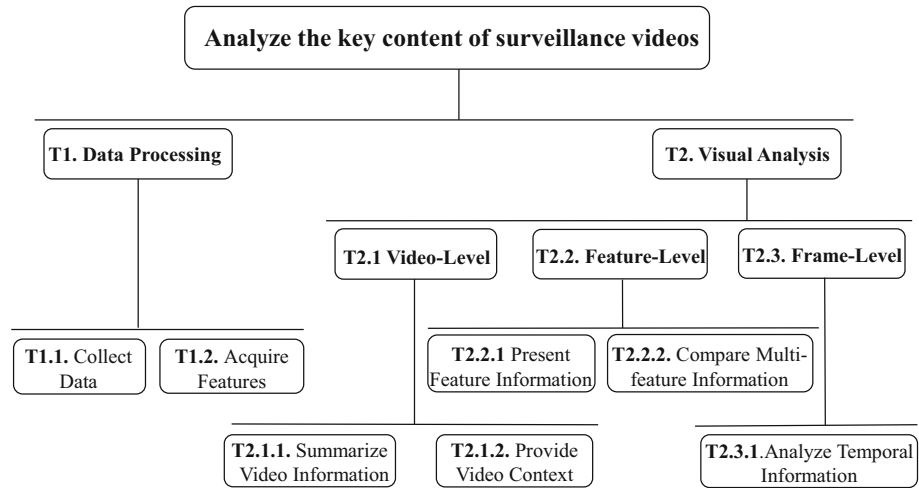 Analyze the key content of surveillance videos
T1. Data Processing
T2. Visual Analysis
T2.1 Video-Level
T2.2. Feature-Level
T2.3. Frame-Level
T1.1. Collect
Data
T1.2. Acquire
Features
T2.2.1 Present
Feature Information
T2.2.2. Compare Multi-
feature Information
T2.1.1. Summarize
Video Information
T2.1.2. Provide
Video Context
T2.3.1.Analyze Temporal
Information